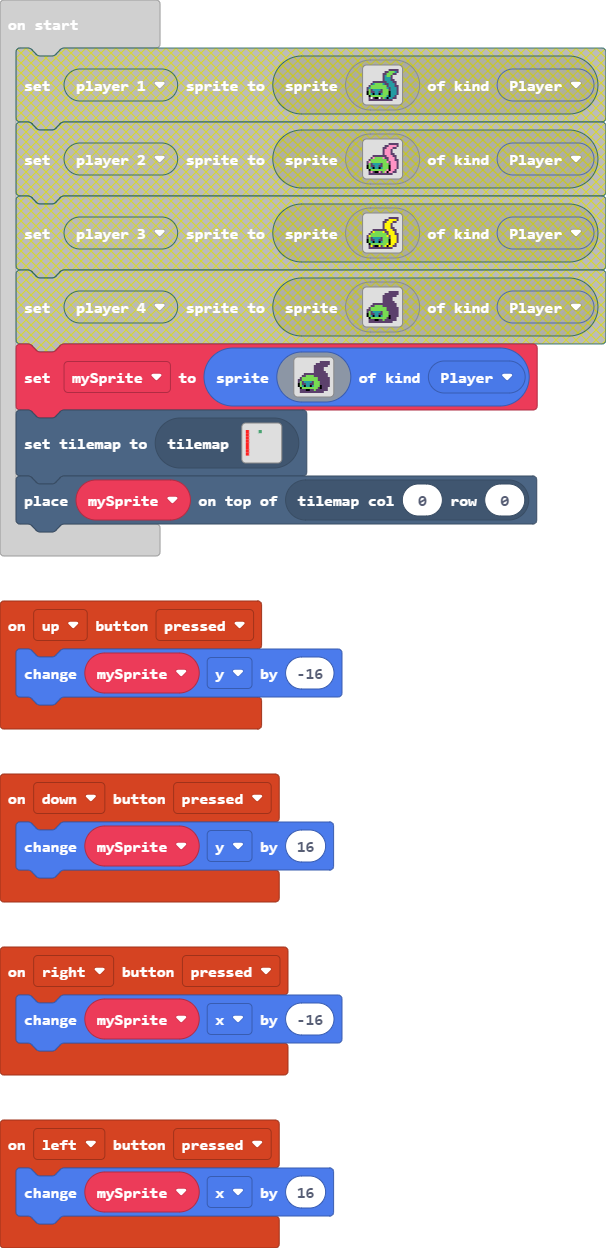 on start
set player 1 sprite to sprite of kind Player
set player 2 sprite to sprite of kind Player
set player 3 sprite to sprite of kind Player
set player 4 sprite to sprite of kind Player
set mySprite to sprite of kind Player
set tilemap to tilemap
place mySprite on top of tilemap col 0 row 0
on up button pressed
change mySprite y by -16
on down button pressed
change mySprite y by 16
on right button pressed
change mySprite x by -16
on left button pressed
change mySprite x by 16